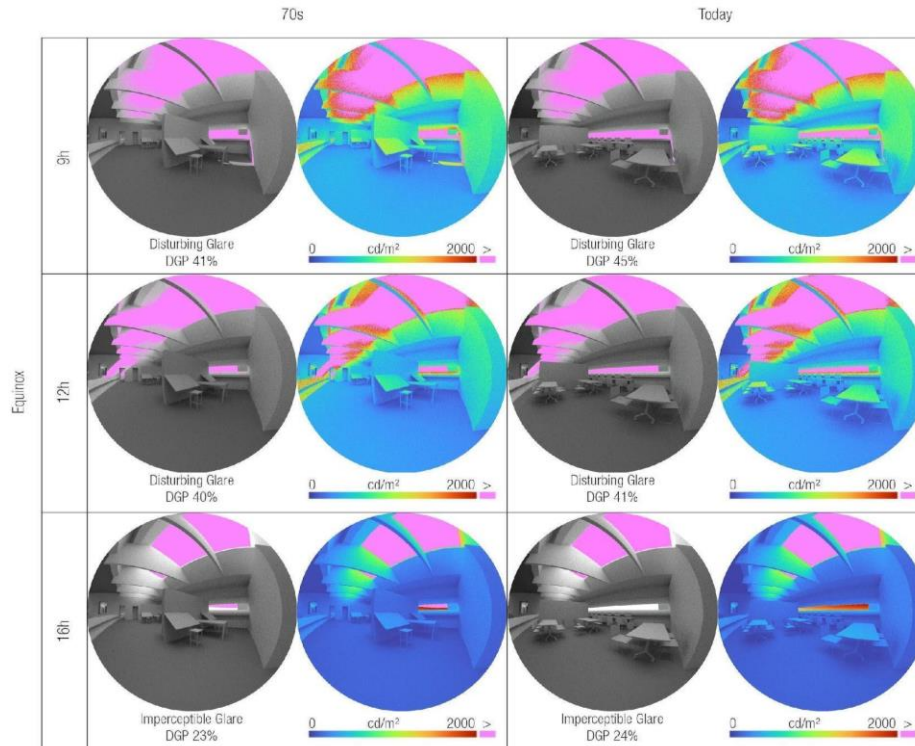 70s
Today
Equinox
9h
Disturbing Glare
DGP 41%
0 cd/m² 2000 >
Disturbing Glare
DGP 45%
0 cd/m² 2000 >
12h
Disturbing Glare
DGP 40%
0 cd/m² 2000 >
Disturbing Glare
DGP 41%
0 cd/m² 2000 >
16h
Imperceptible Glare
DGP 23%
0 cd/m² 2000 >
Imperceptible Glare
DGP 24%
0 cd/m² 2000 >